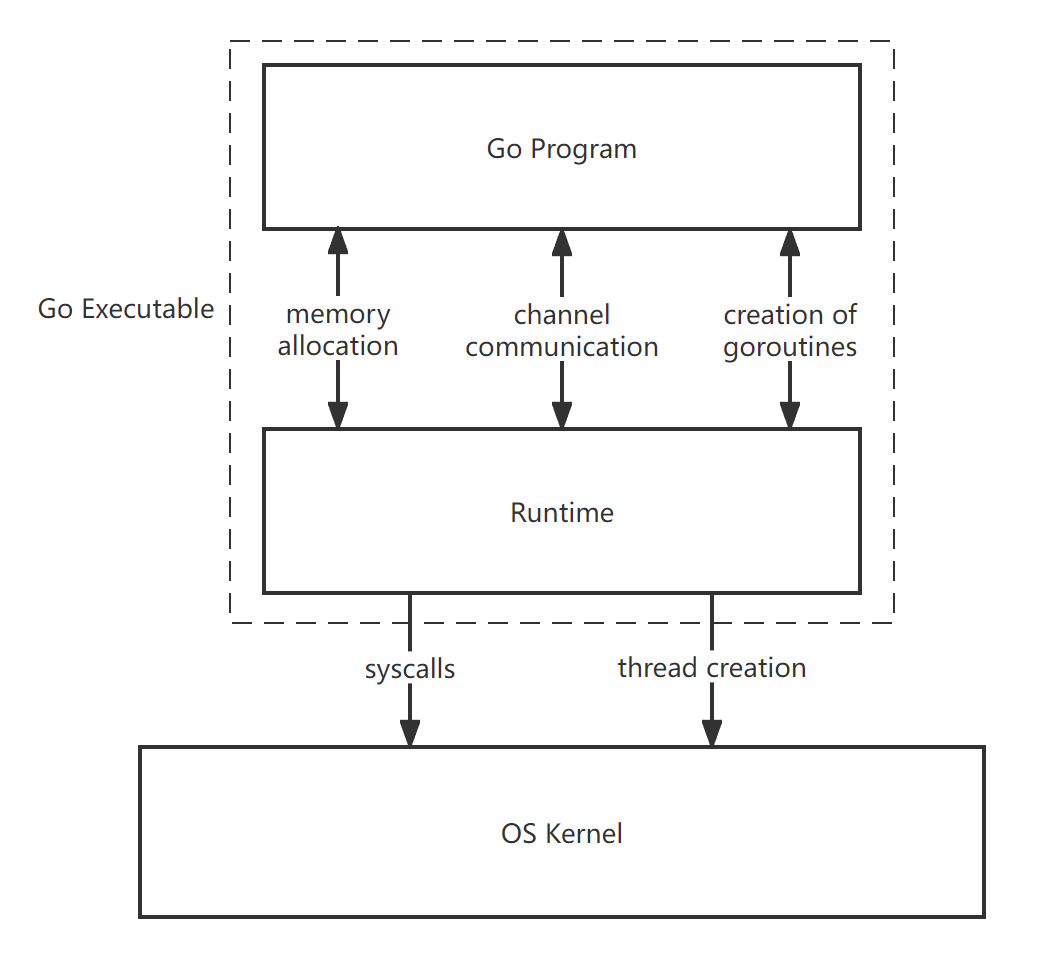 Go Program
Go Executable
memory
allocation
channel
communication
creation of
goroutines
Runtime
syscalls
thread creation
OS Kernel